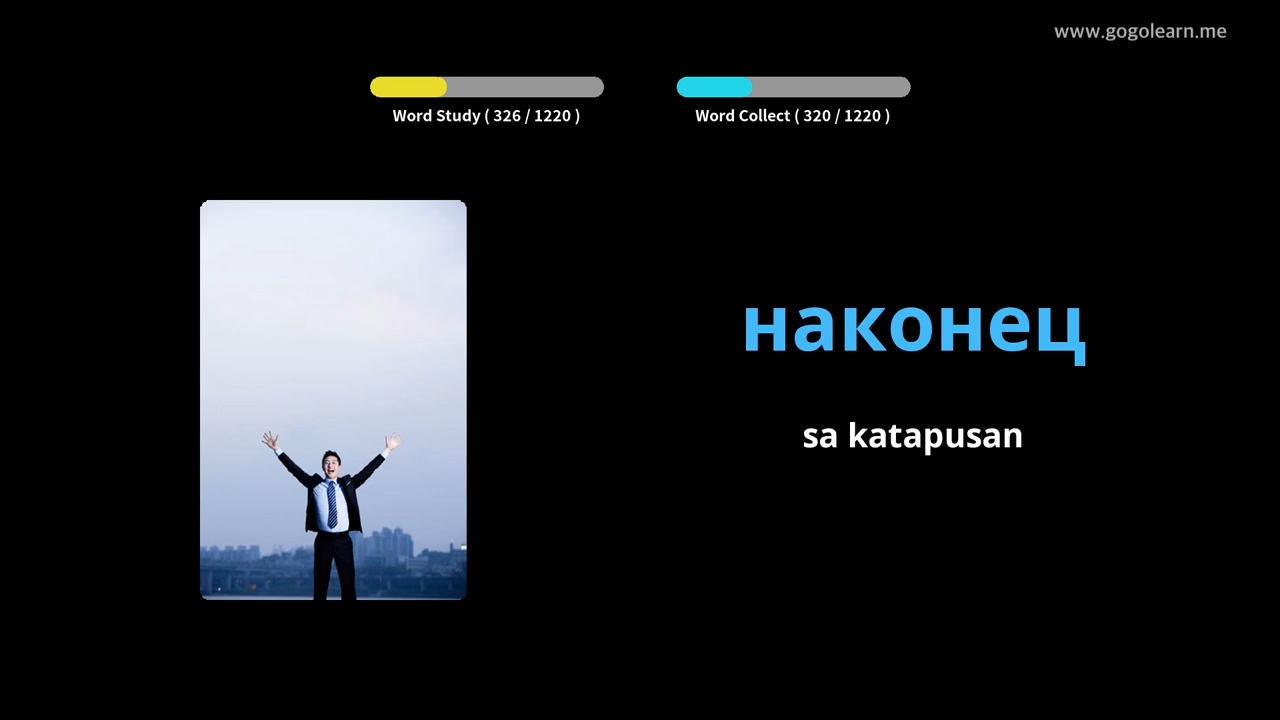 www.gogolearn.me
Word Study ( 326 / 1220 )
Word Collect ( 320 / 1220 )
наконец
sa katapusan